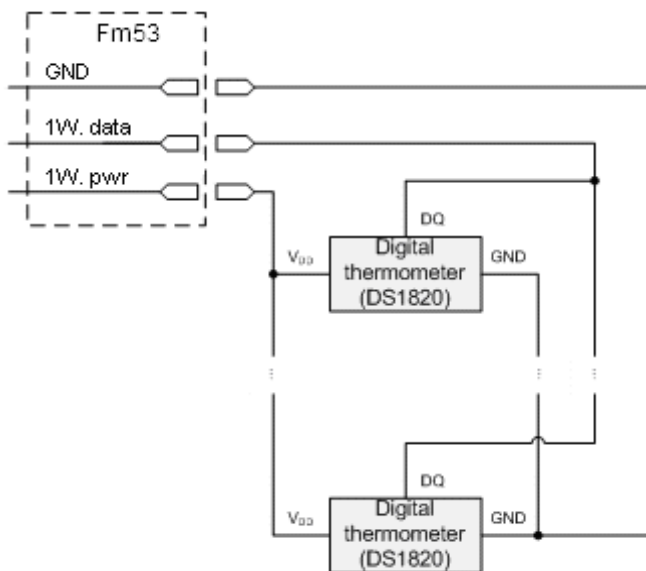 Fm53
GND
1W. data
1W. pwr
DQ
VDD
Digital
thermometer
(DS1820)
GND
DQ
VDD
Digital
thermometer
(DS1820)
GND